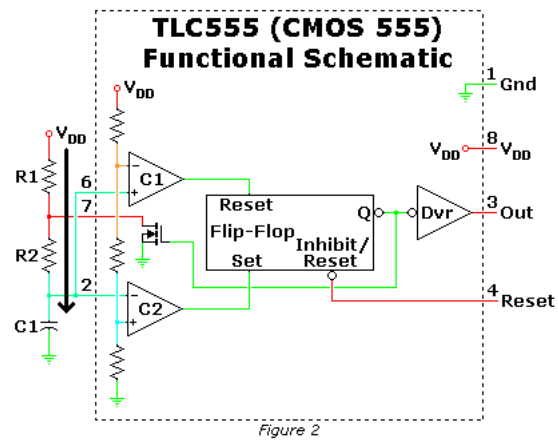 TLC555 (CMOS 555)
Functional Schematic
1
Gnd
VDD
VDD
8
VDD
R1
6
-
+
C1
7
Reset
Q
3
Dvr
Out
Flip-Flop
Inhibit/
Reset
R2
Set
2
-
+
C2
4
Reset
C1
Figure 2